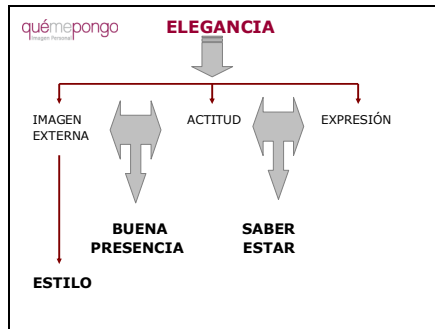 quémepongo
Imagen Personal
ELEGANCIA
IMAGEN
EXTERNA
ACTITUD
EXPRESIÓN
BUENA
PRESENCIA
SABER
ESTAR
ESTILO